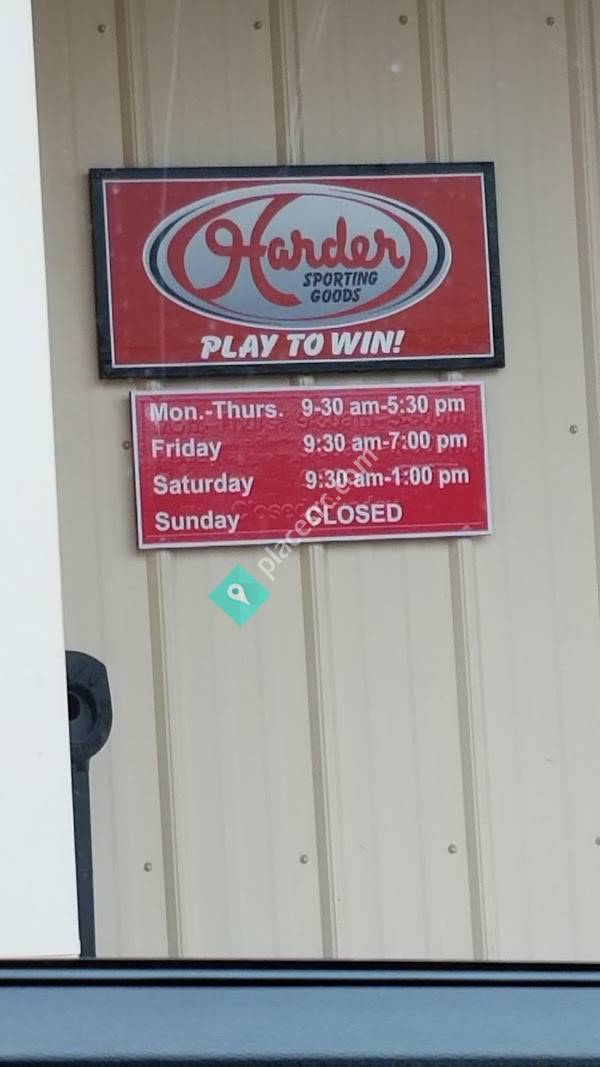 Harder
SPORTING
GOODS
PLAY TO WIN!
Mon.-Thurs. 9-30 am-5:30 pm
Friday 9:30 am-7:00 pm
Saturday 9:30 am-1:00 pm
Sunday CLOSED
placedc.com